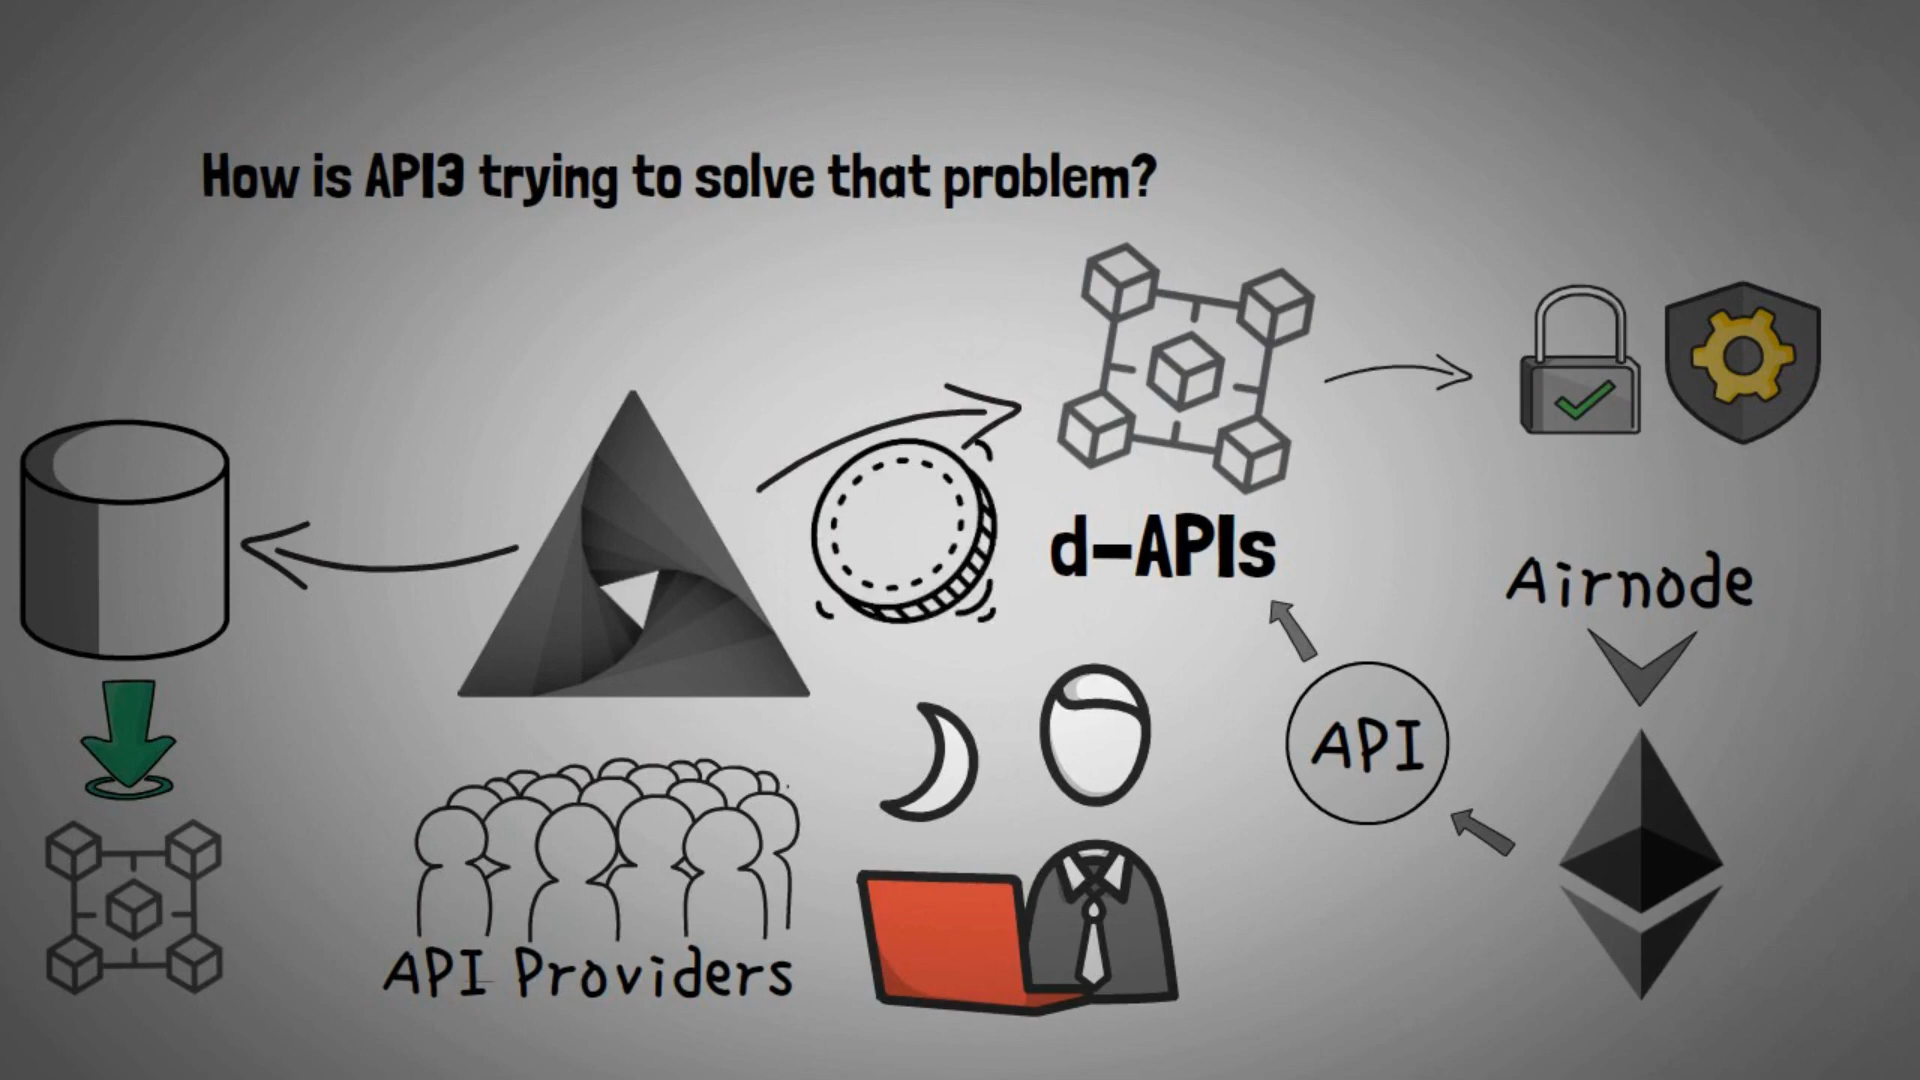 How is API3 trying to solve that problem?
d-APIs
Airnode
API
API Providers